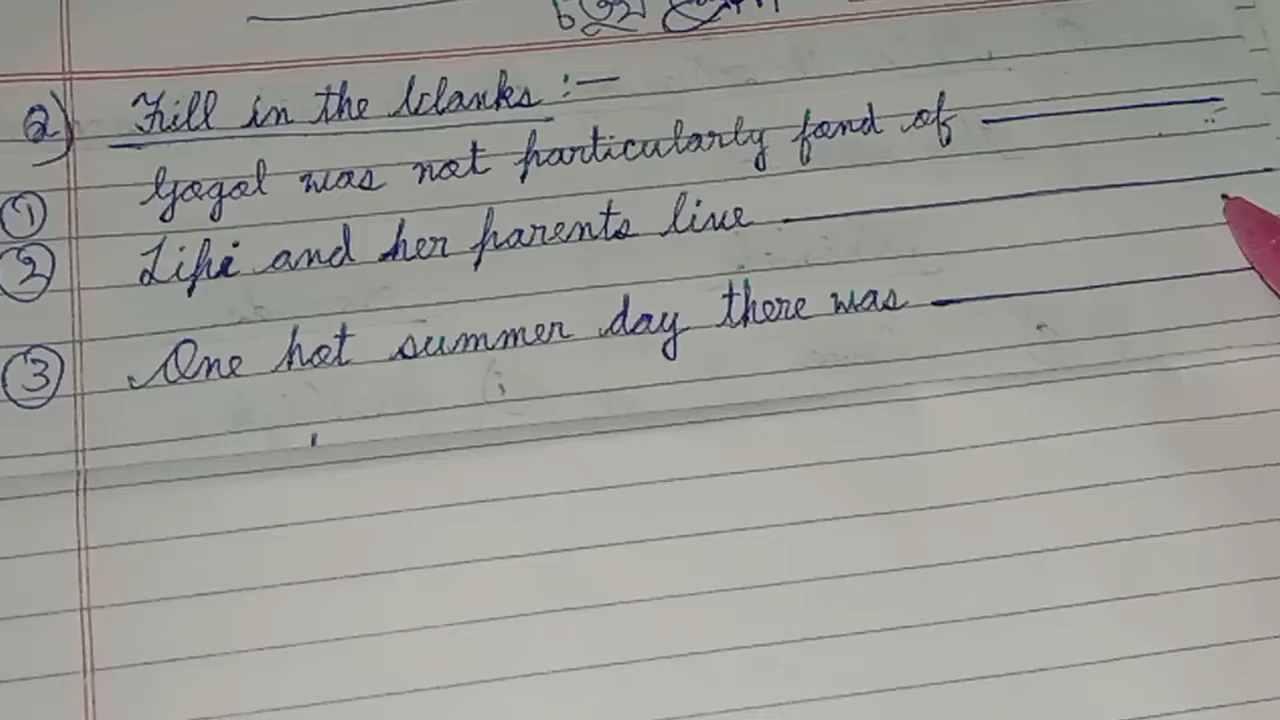 2) Fill in the blanks :—
① Gogol was not particularly fond of
② Lipi and her parents live
③ One hot summer day there was